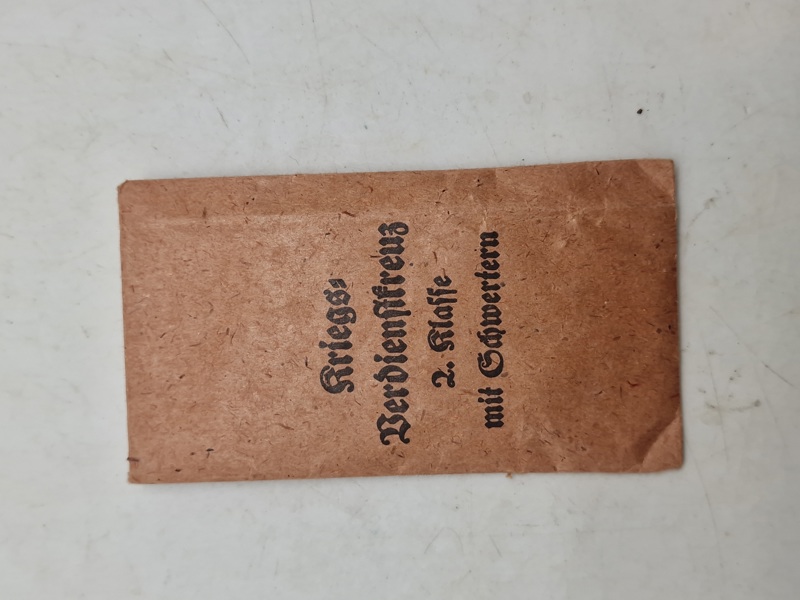 Kriegs-
Verdienstkreuz
2. Klasse
mit Schwertern